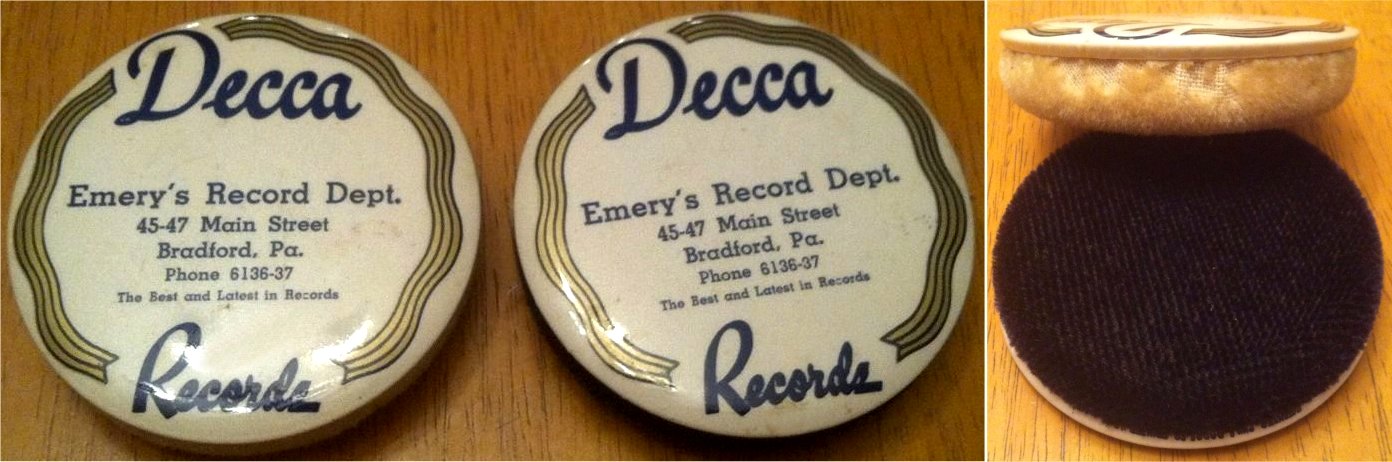 Decca
Emery's Record Dept.
45-47 Main Street
Bradford, Pa.
Phone 6136-37
The Best and Latest in Records
Records
Decca
Emery's Record Dept.
45-47 Main Street
Bradford, Pa.
Phone 6136-37
The Best and Latest in Records
Records